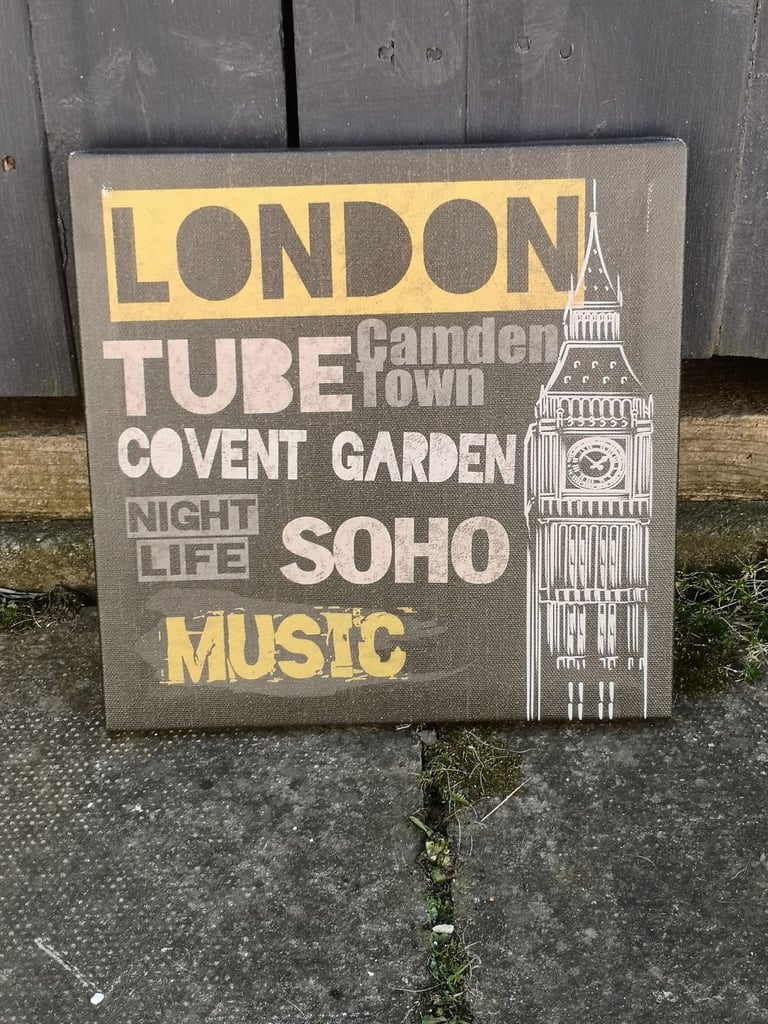 LONDON
TUBE
Camden
Town
COVENT GARDEN
NIGHT
LIFE
SOHO
MUSIC